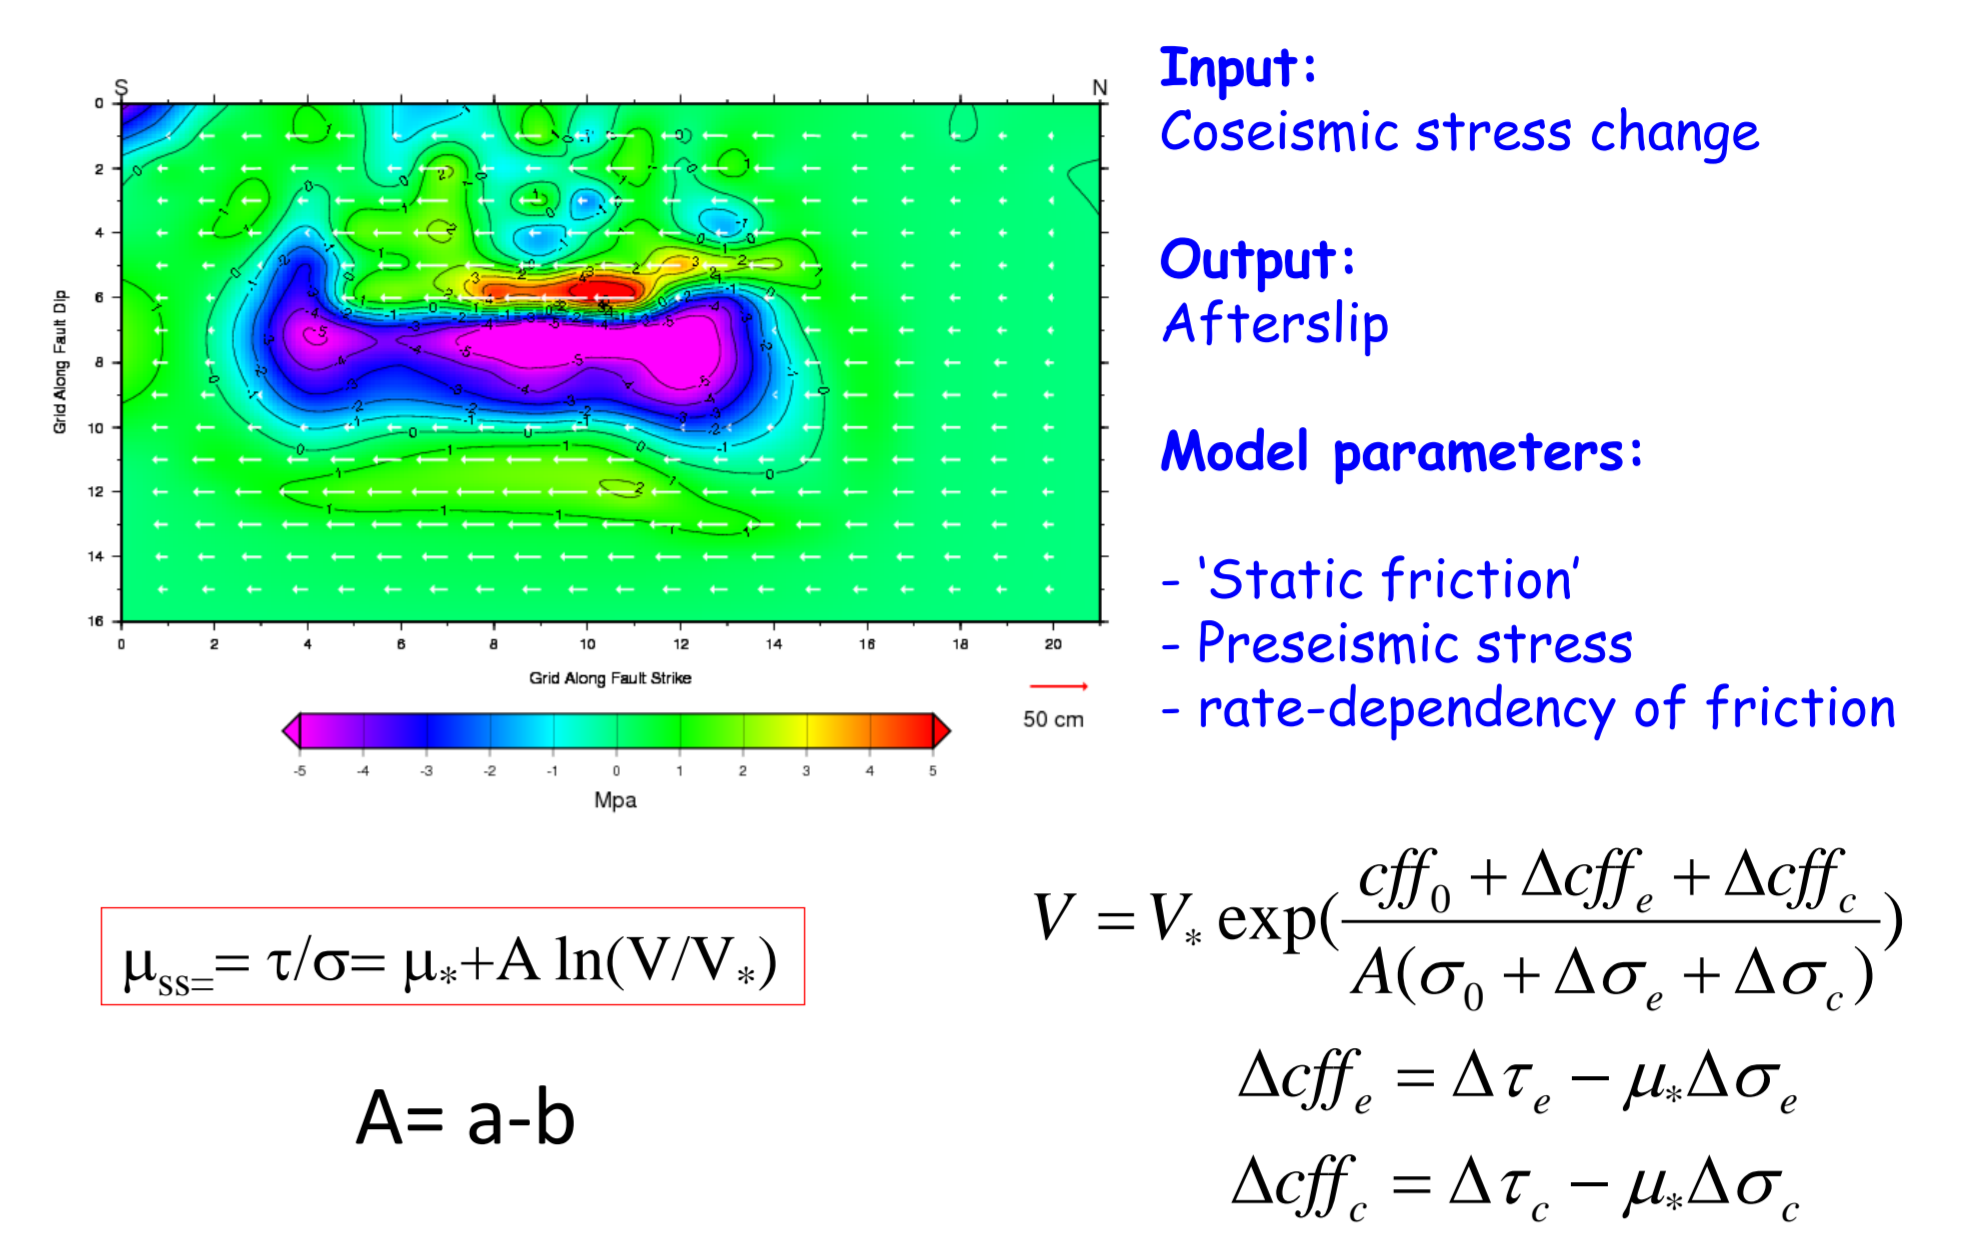 S
N
0
2
4
6
8
10
12
14
16
Grid Along Fault Dip
0 2 4 6 8 10 12 14 16 18 20
Grid Along Fault Strike
50 cm
-5 -4 -3 -2 -1 0 1 2 3 4 5
Mpa
Input:
Coseismic stress change
Output:
Afterslip
Model parameters:
- ‘Static friction’
- Preseismic stress
- rate-dependency of friction
μss== τ/σ= μ*+A ln(V/V*)
A= a-b
V = V* exp( (cff0 + Δcffe + Δcffc) / A(σ0 + Δσe + Δσc) )
Δcffe = Δτe − μ*Δσe
Δcffc = Δτc − μ*Δσc